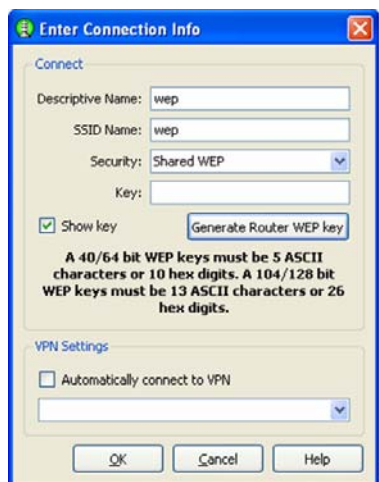 Enter Connection Info
Connect
Descriptive Name: wep
SSID Name: wep
Security: Shared WEP
Key:
Show key Generate Router WEP key
A 40/64 bit WEP keys must be 5 ASCII
characters or 10 hex digits. A 104/128 bit
WEP keys must be 13 ASCII characters or 26
hex digits.
VPN Settings
Automatically connect to VPN
OK Cancel Help